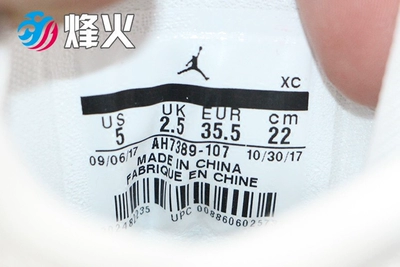 烽火
XC
US UK EUR cm
5 2.5 35.5 22
09/06/17 AH7389-107 10/30/17
MADE IN CHINA
FABRIQUE EN CHINE
UPC